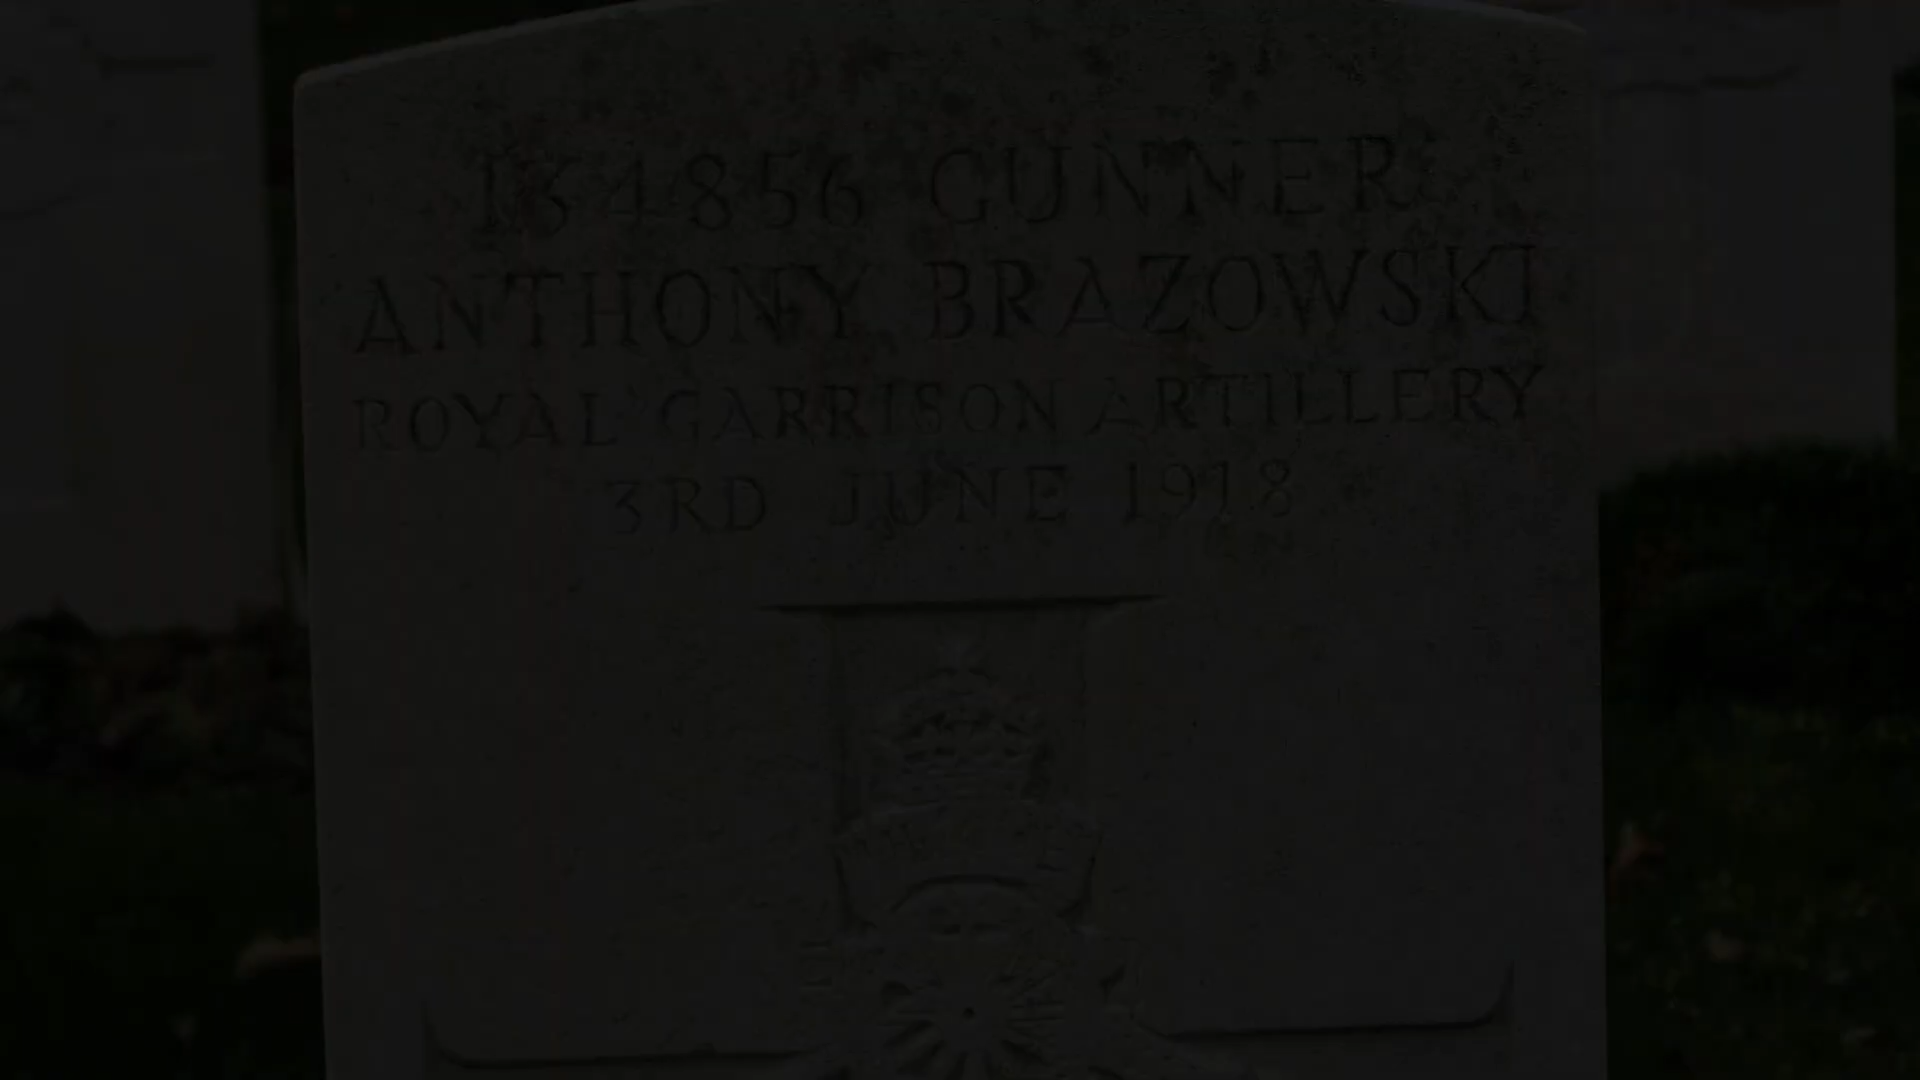 134856 GUNNER
ANTHONY BRAZOWSKI
ROYAL GARRISON ARTILLERY
3RD JUNE 1918